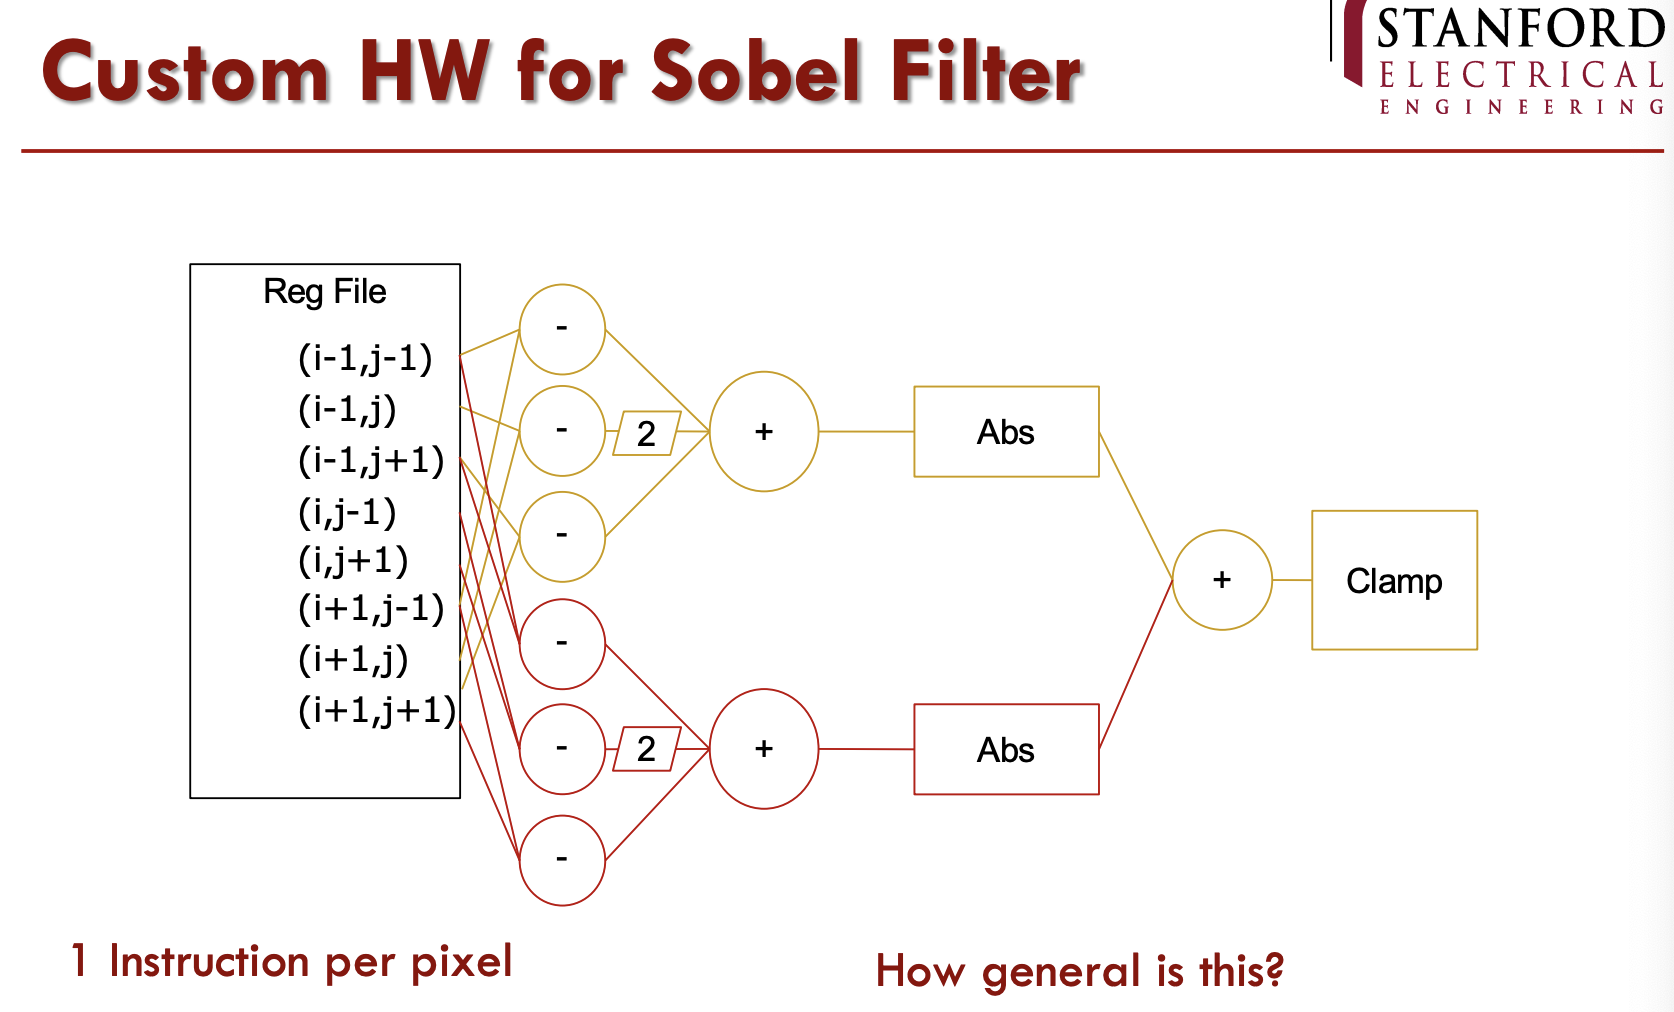 Custom HW for Sobel Filter
STANFORD
ELECTRICAL
ENGINEERING
Reg File
(i-1,j-1)
(i-1,j)
(i-1,j+1)
(i,j-1)
(i,j+1)
(i+1,j-1)
(i+1,j)
(i+1,j+1)
-
-
2
-
+
Abs
-
-
2
-
+
Abs
+
Clamp
1 Instruction per pixel
How general is this?